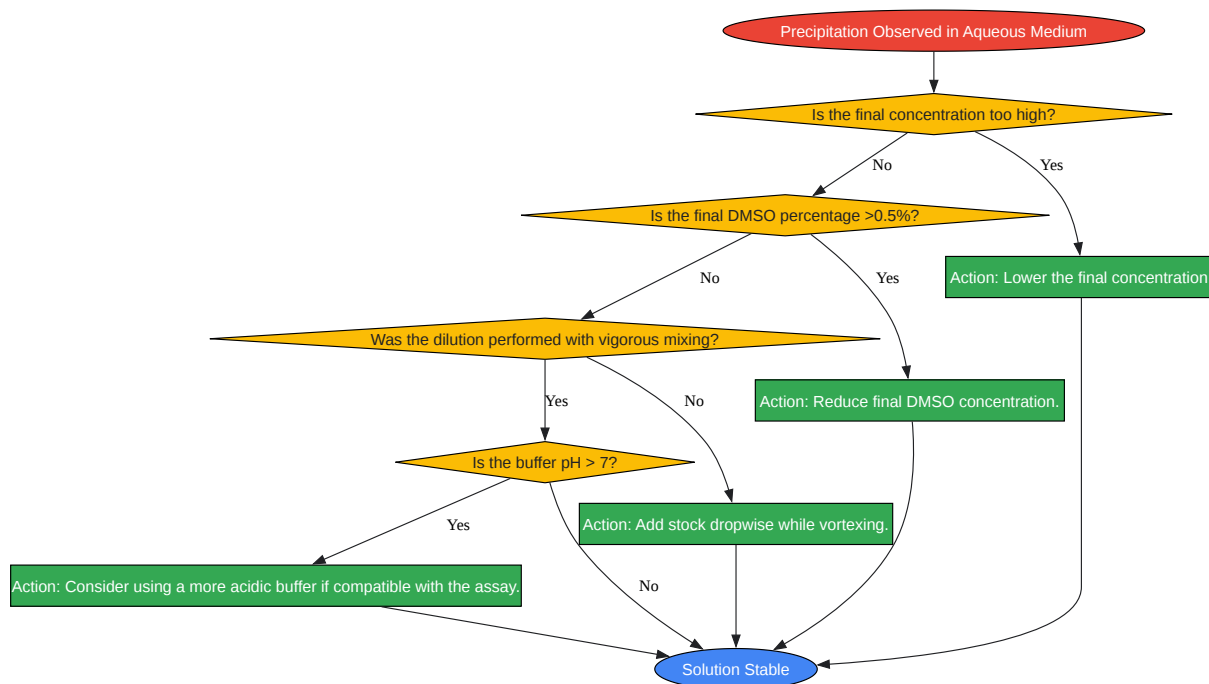 Precipitation Observed in Aqueous Medium
Is the final concentration too high?
No
Yes
Is the final DMSO percentage >0.5%?
No
Yes
Action: Lower the final concentration
Was the dilution performed with vigorous mixing?
Yes
No
Action: Reduce final DMSO concentration.
Is the buffer pH > 7?
Yes
No
Action: Add stock dropwise while vortexing.
Action: Consider using a more acidic buffer if compatible with the assay.
Solution Stable